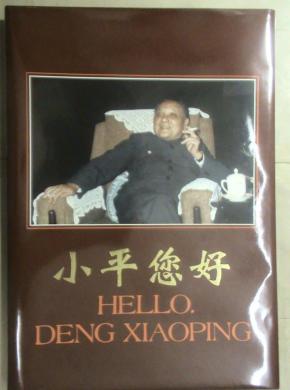 小平您好
HELLO.
DENG XIAOPING